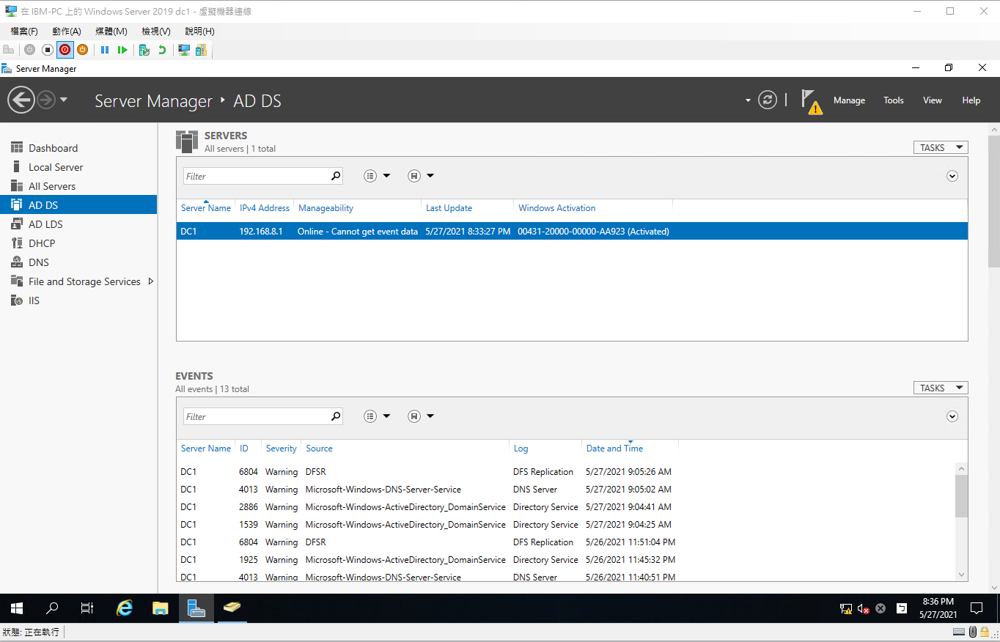 在 IBM-PC 上的 Windows Server 2019 dc1 - 虛擬機器連線
檔案(F) 動作(A) 媒體(M) 檢視(V) 說明(H)
Server Manager
Server Manager AD DS
Manage Tools View Help
Dashboard
Local Server
All Servers
AD DS
AD LDS
DHCP
DNS
File and Storage Services
IIS
SERVERS
All servers | 1 total
TASKS
Filter
Server Name IPv4 Address Manageability Last Update Windows Activation
DC1 192.168.8.1 Online - Cannot get event data 5/27/2021 8:33:27 PM 00431-20000-00000-AA923 (Activated)
EVENTS
All events | 13 total
TASKS
Filter
Server Name ID Severity Source Log Date and Time
DC1 6804 Warning DFSR DFS Replication 5/27/2021 9:05:26 AM
DC1 4013 Warning Microsoft-Windows-DNS-Server-Service DNS Server 5/27/2021 9:05:02 AM
DC1 2886 Warning Microsoft-Windows-ActiveDirectory_DomainService Directory Service 5/27/2021 9:04:41 AM
DC1 1539 Warning Microsoft-Windows-ActiveDirectory_DomainService Directory Service 5/27/2021 9:04:25 AM
DC1 6804 Warning DFSR DFS Replication 5/26/2021 11:51:04 PM
DC1 1925 Warning Microsoft-Windows-ActiveDirectory_DomainService Directory Service 5/26/2021 11:45:32 PM
DC1 4013 Warning Microsoft-Windows-DNS-Server-Service DNS Server 5/26/2021 11:40:51 PM
8:36 PM
5/27/2021
狀態: 正在執行